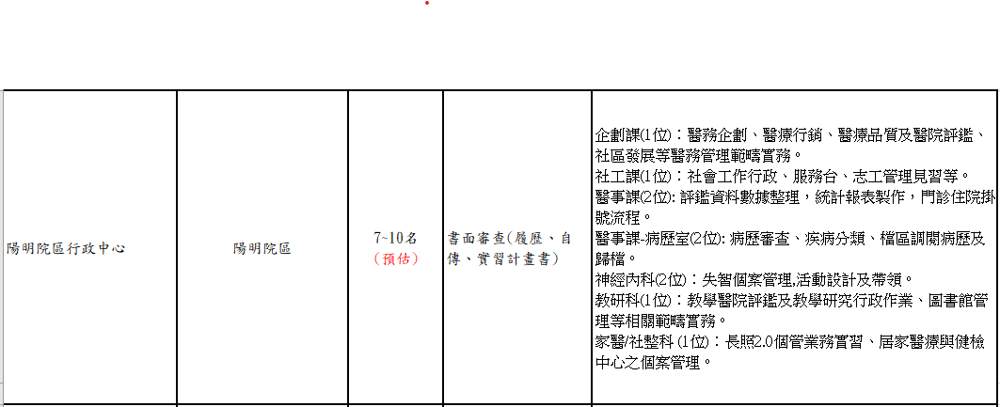 陽明院區行政中心
陽明院區
7~10名
(預估)
書面審查(履歷、自
傳、實習計畫書)
企劃課(1位)：醫務企劃、醫療行銷、醫療品質及醫院評鑑、
社區發展等醫務管理範疇實務。
社工課(1位)：社會工作行政、服務台、志工管理見習等。
醫事課(2位): 評鑑資料數據整理，統計報表製作，門診住院掛
號流程。
醫事課-病歷室(2位): 病歷審查、疾病分類、檔區調閱病歷及
歸檔。
神經內科(2位)：失智個案管理,活動設計及帶領。
教研科(1位)：教學醫院評鑑及教學研究行政作業、圖書館管
理等相關範疇實務。
家醫/社整科 (1位)：長照2.0個管業務實習、居家醫療與健檢
中心之個案管理。